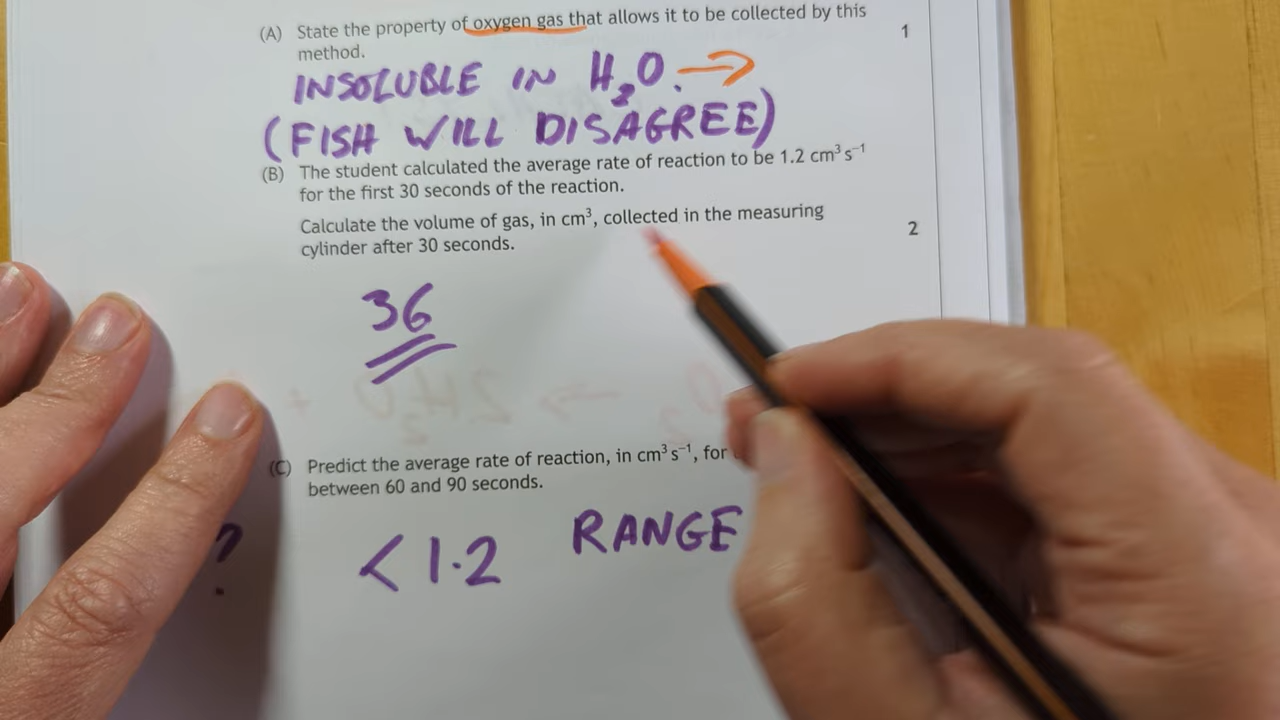 (A) State the property of oxygen gas that allows it to be collected by this 1
method.
INSOLUBLE IN H₂O. →
(FISH WILL DISAGREE)
(B) The student calculated the average rate of reaction to be 1.2 cm³ s⁻¹
for the first 30 seconds of the reaction.
Calculate the volume of gas, in cm³, collected in the measuring 2
cylinder after 30 seconds.
36
(C) Predict the average rate of reaction, in cm³ s⁻¹, for
between 60 and 90 seconds.
? < 1.2 RANGE